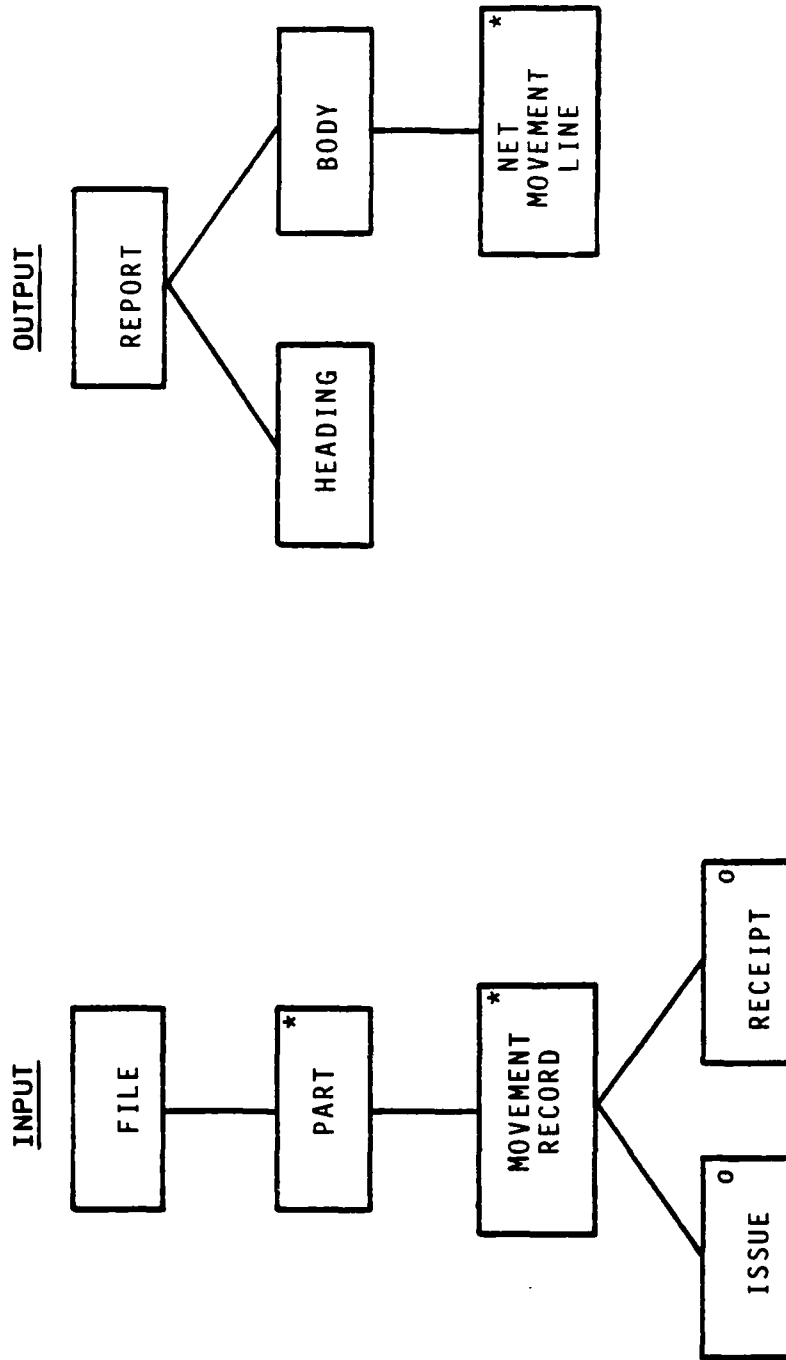 INPUT
FILE
PART
*
MOVEMENT
RECORD
*
ISSUE
O
RECEIPT
O
OUTPUT
REPORT
HEADING
BODY
NET
MOVEMENT
LINE
*